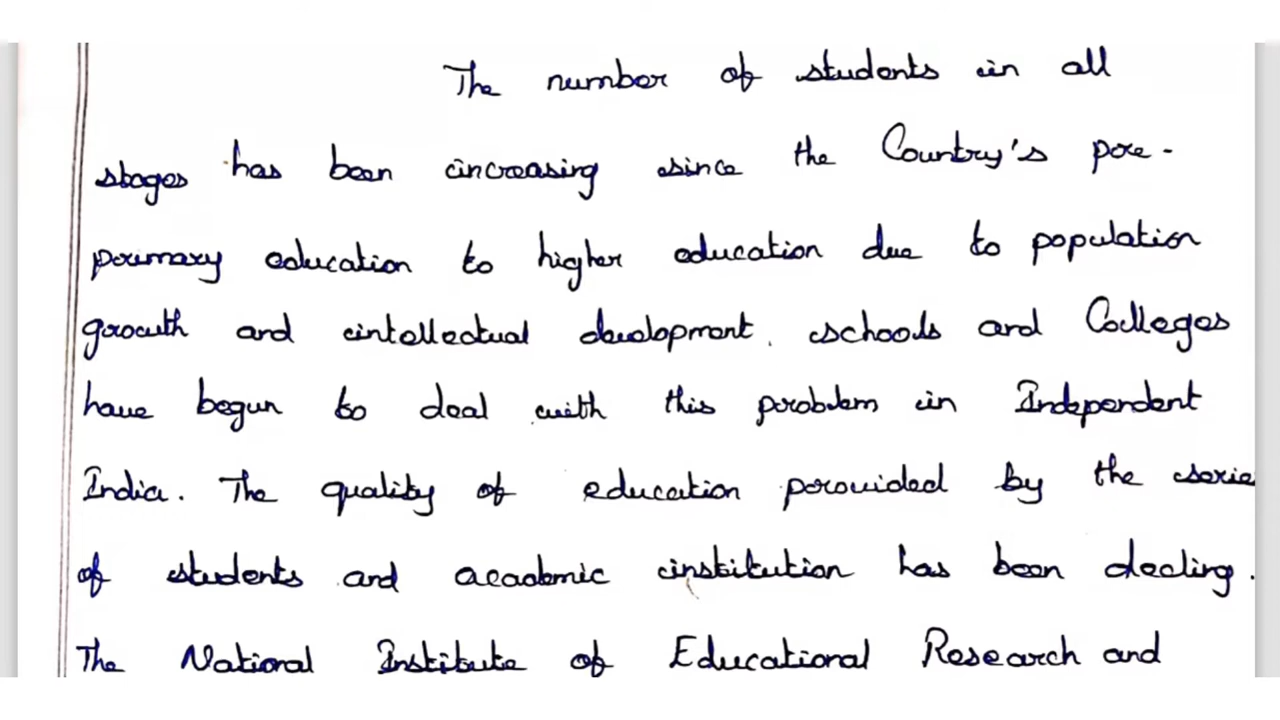 The number of students in all
stages has been increasing since the Country's pre-
primary education to higher education due to population
growth and intellectual development. schools and Colleges
have begun to deal with this problem in Independent
India. The quality of education provided by the serie
of students and academic institution has been decling.
The National Institute of Educational Research and